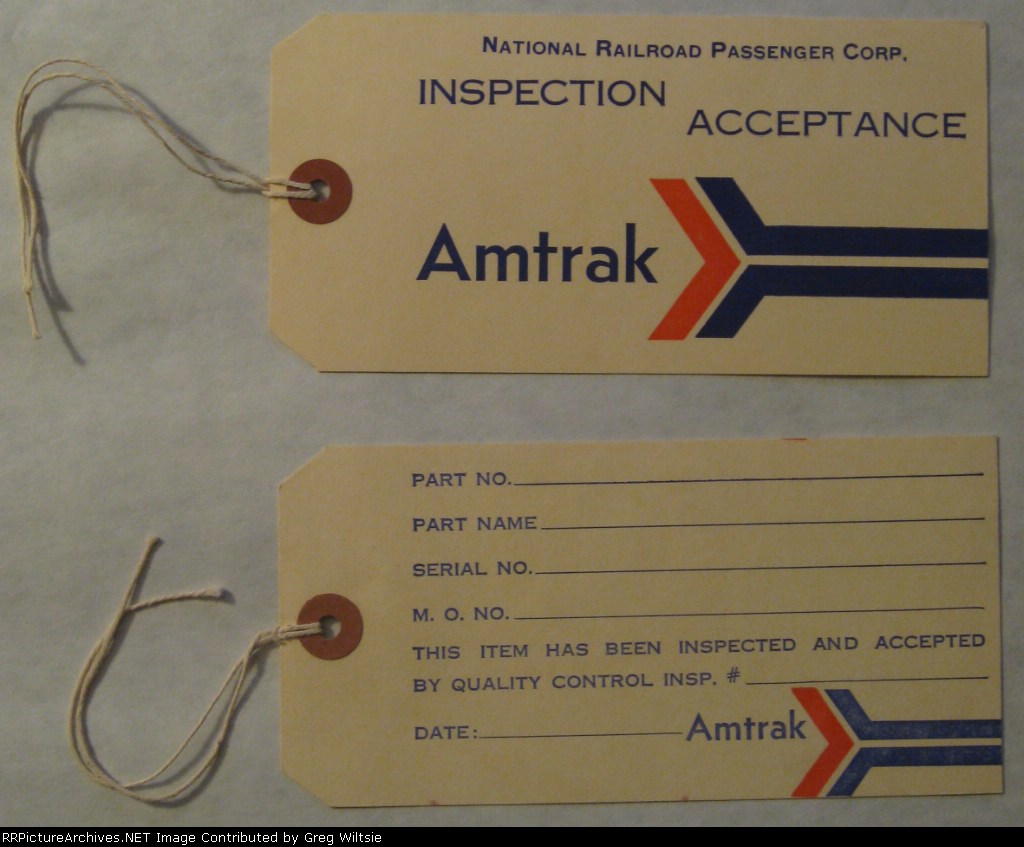 NATIONAL RAILROAD PASSENGER CORP.
INSPECTION
ACCEPTANCE
Amtrak
PART NO.
PART NAME
SERIAL NO.
M. O. NO.
THIS ITEM HAS BEEN INSPECTED AND ACCEPTED
BY QUALITY CONTROL INSP. #
DATE:
Amtrak
RRPictureArchives.NET Image Contributed by Greg Wiltsie